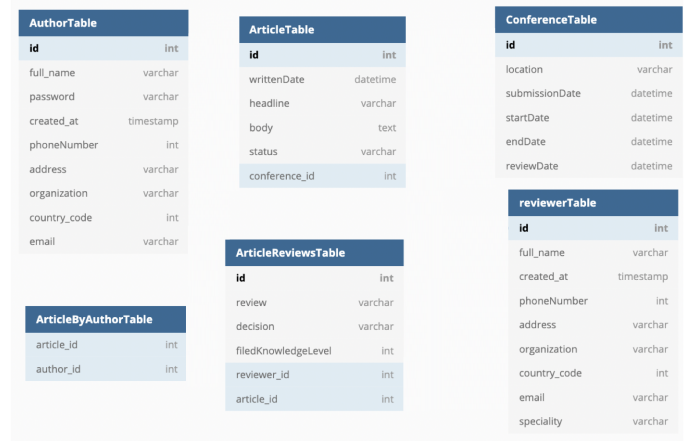 AuthorTable
id int
full_name varchar
password varchar
created_at timestamp
phoneNumber int
address varchar
organization varchar
country_code int
email varchar
ArticleByAuthorTable
article_id int
author_id int
ArticleTable
id int
writtenDate datetime
headline varchar
body text
status varchar
conference_id int
ArticleReviewsTable
id int
review varchar
decision varchar
filedKnowledgeLevel int
reviewer_id int
article_id int
ConferenceTable
id int
location varchar
submissionDate datetime
startDate datetime
endDate datetime
reviewDate datetime
reviewerTable
id int
full_name varchar
created_at timestamp
phoneNumber int
address varchar
organization varchar
country_code int
email varchar
speciality varchar